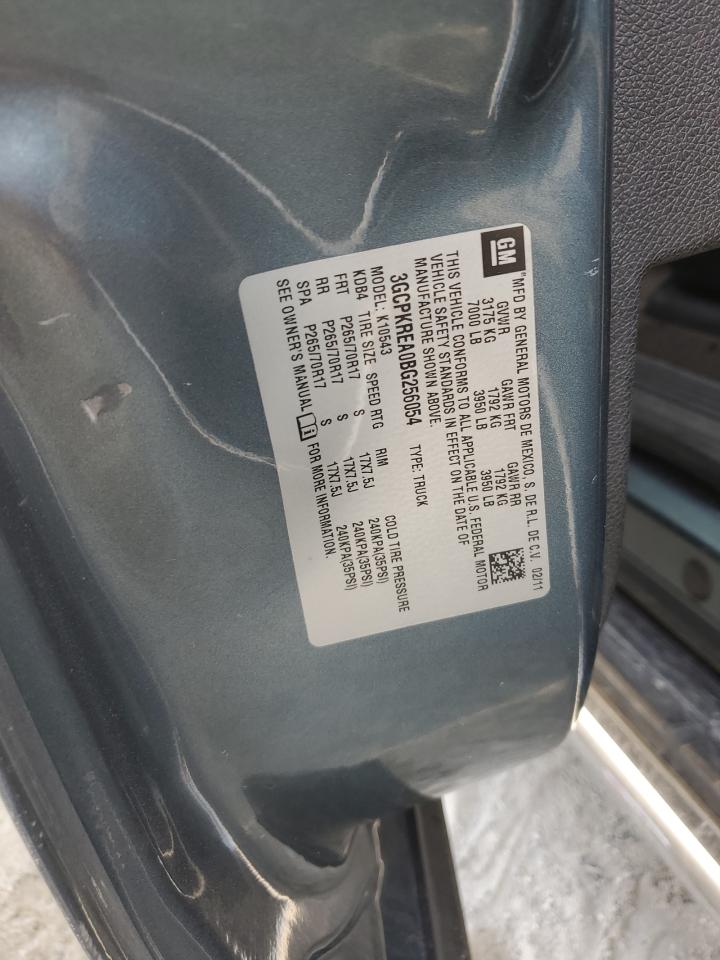 GM
MFD BY GENERAL MOTORS DE MEXICO, S. DE R.L. DE C.V. 02/11
GVWR GAWR FRT GAWR RR
3175 KG 1792 KG 1792 KG
7000 LB 3950 LB 3950 LB
THIS VEHICLE CONFORMS TO ALL APPLICABLE U.S. FEDERAL MOTOR
VEHICLE SAFETY STANDARDS IN EFFECT ON THE DATE OF
MANUFACTURE SHOWN ABOVE.
3GCPKREA0BG256054 TYPE: TRUCK
MODEL: K10543
KDB4 TIRE SIZE SPEED RTG RIM COLD TIRE PRESSURE
FRT P265/70R17 S 17X7.5J 240KPA(35PSI)
RR P265/70R17 S 17X7.5J 240KPA(35PSI)
SPA P265/70R17 S 17X7.5J 240KPA(35PSI)
SEE OWNER'S MANUAL FOR MORE INFORMATION.